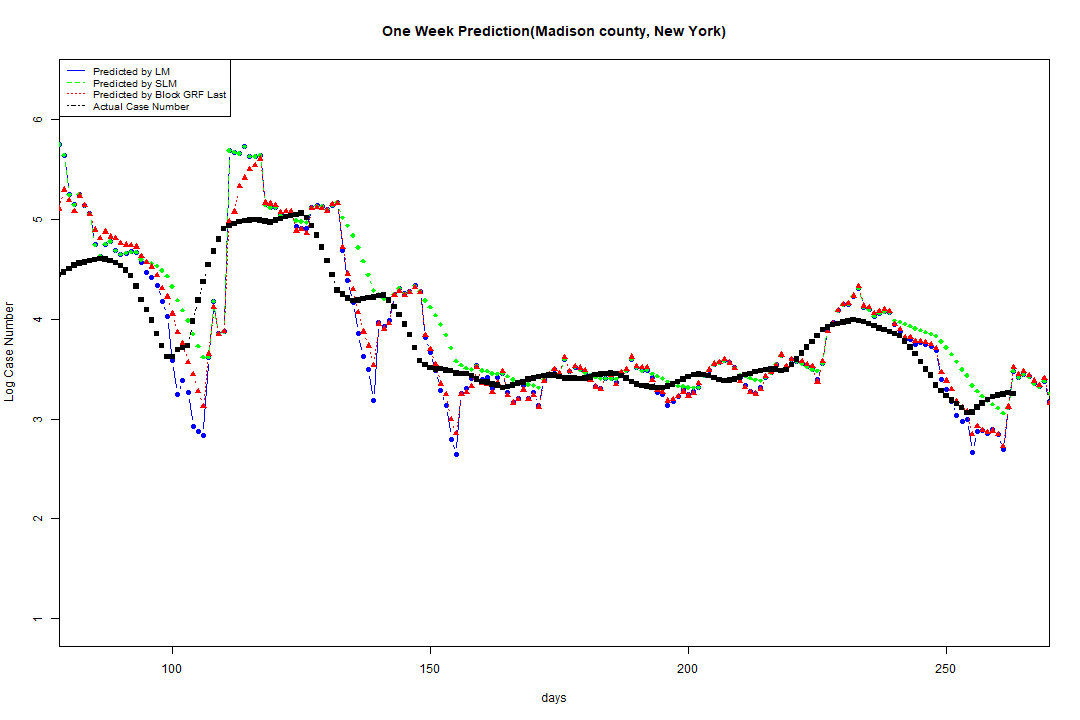 One Week Prediction(Madison county, New York)
Predicted by LM
Predicted by SLM
Predicted by Block GRF Last
Actual Case Number
Log Case Number
6
5
4
3
2
1
100 150 200 250
days